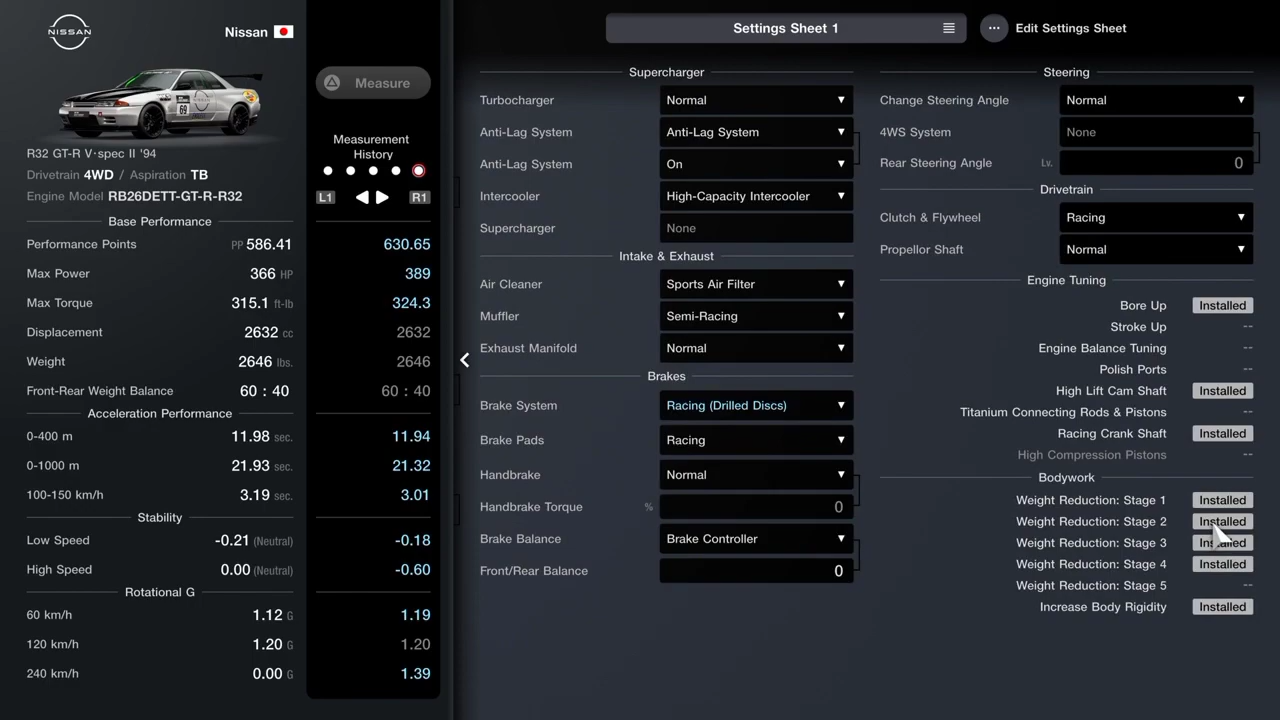 NISSAN
Nissan
R32 GT-R V·spec II '94
Drivetrain 4WD / Aspiration TB
Engine Model RB26DETT-GT-R-R32
Base Performance
Performance Points PP 586.41
Max Power 366 HP
Max Torque 315.1 ft-lb
Displacement 2632 cc
Weight 2646 lbs.
Front-Rear Weight Balance 60 : 40
Acceleration Performance
0-400 m 11.98 sec.
0-1000 m 21.93 sec.
100-150 km/h 3.19 sec.
Stability
Low Speed -0.21 (Neutral)
High Speed 0.00 (Neutral)
Rotational G
60 km/h 1.12 G
120 km/h 1.20 G
240 km/h 0.00 G
Measure
Measurement
History
L1 R1
630.65
389
324.3
2632
2646
60 : 40
11.94
21.32
3.01
-0.18
-0.60
1.19
1.20
1.39
Settings Sheet 1
Edit Settings Sheet
Supercharger
Turbocharger Normal
Anti-Lag System Anti-Lag System
Anti-Lag System On
Intercooler High-Capacity Intercooler
Supercharger None
Intake & Exhaust
Air Cleaner Sports Air Filter
Muffler Semi-Racing
Exhaust Manifold Normal
Brakes
Brake System Racing (Drilled Discs)
Brake Pads Racing
Handbrake Normal
Handbrake Torque % 0
Brake Balance Brake Controller
Front/Rear Balance 0
Steering
Change Steering Angle Normal
4WS System None
Rear Steering Angle Lv. 0
Drivetrain
Clutch & Flywheel Racing
Propellor Shaft Normal
Engine Tuning
Bore Up Installed
Stroke Up --
Engine Balance Tuning --
Polish Ports --
High Lift Cam Shaft Installed
Titanium Connecting Rods & Pistons --
Racing Crank Shaft Installed
High Compression Pistons --
Bodywork
Weight Reduction: Stage 1 Installed
Weight Reduction: Stage 2 Installed
Weight Reduction: Stage 3 Installed
Weight Reduction: Stage 4 Installed
Weight Reduction: Stage 5 --
Increase Body Rigidity Installed
69